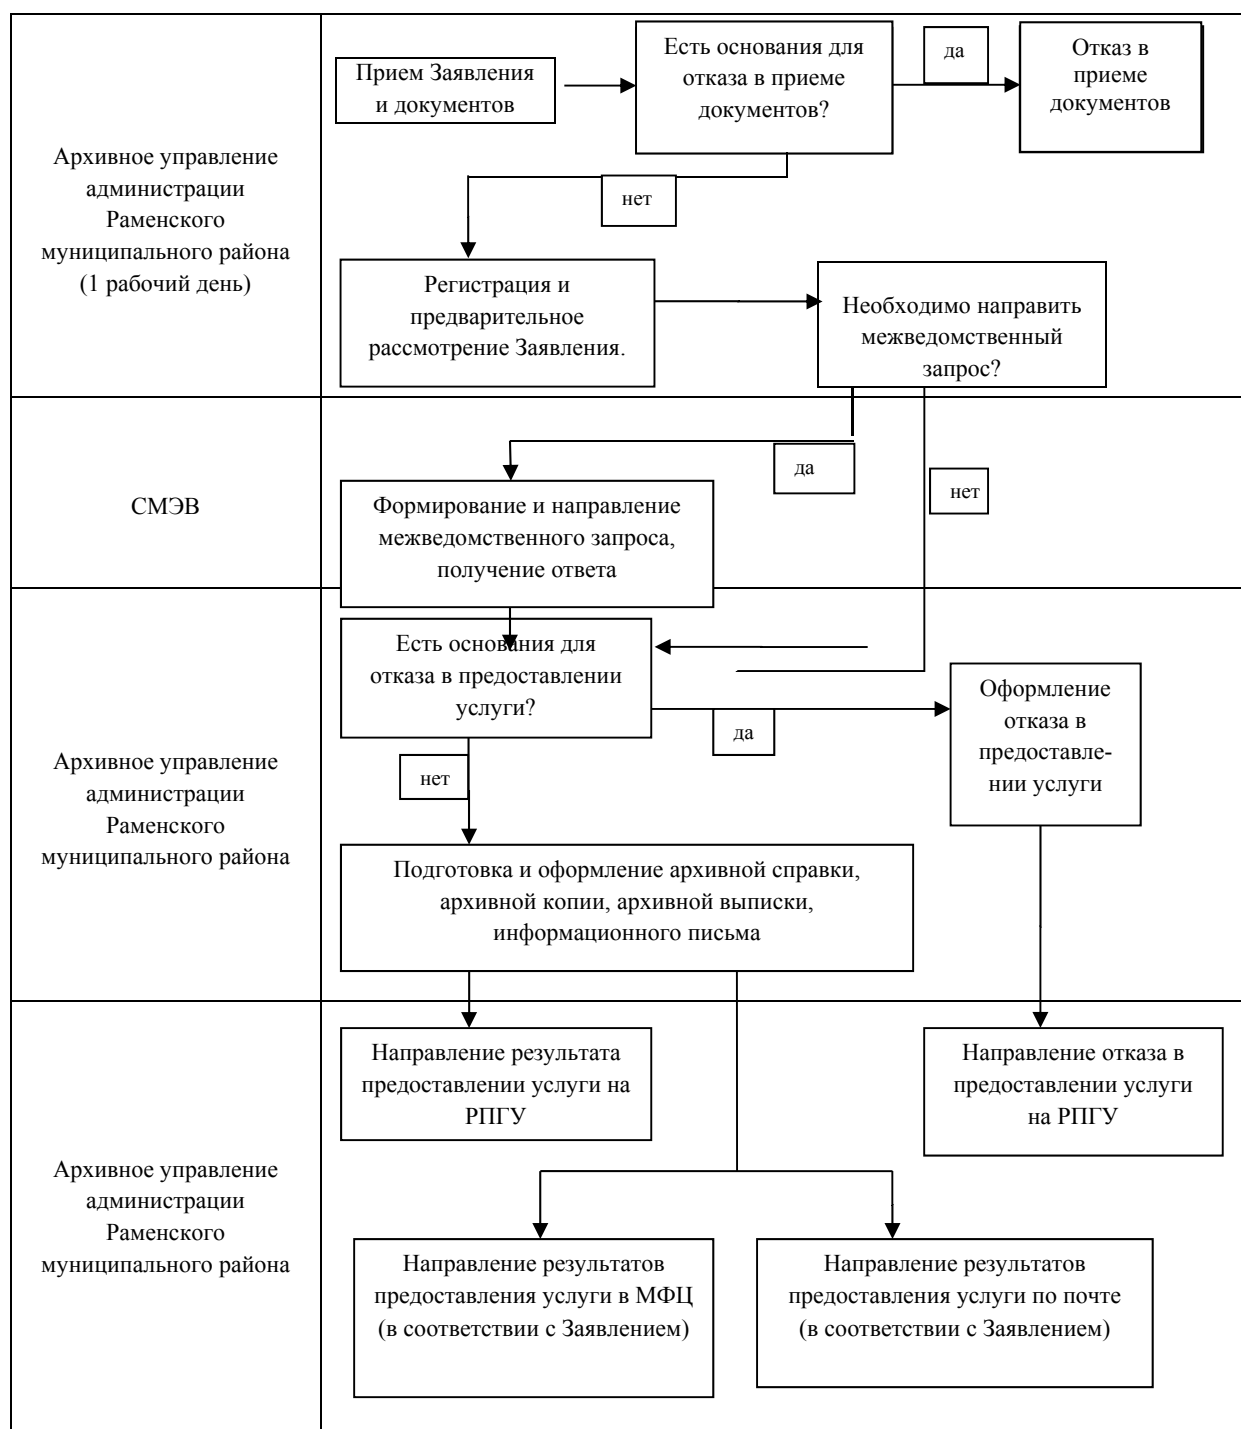 Архивное управление
администрации
Раменского
муниципального района
(1 рабочий день)
Прием Заявления
и документов
Есть основания для
отказа в приеме
документов?
да
Отказ в
приеме
документов
нет
Регистрация и
предварительное
рассмотрение Заявления.
Необходимо направить
межведомственный
запрос?
СМЭВ
да
нет
Формирование и направление
межведомственного запроса,
получение ответа
Архивное управление
администрации
Раменского
муниципального района
Есть основания для
отказа в предоставлении
услуги?
да
Оформление
отказа в
предоставле-
нии услуги
нет
Подготовка и оформление архивной справки,
архивной копии, архивной выписки,
информационного письма
Архивное управление
администрации
Раменского
муниципального района
Направление результата
предоставлении услуги на
РПГУ
Направление отказа в
предоставлении услуги
на РПГУ
Направление результатов
предоставления услуги в МФЦ
(в соответствии с Заявлением)
Направление результатов
предоставления услуги по почте
(в соответствии с Заявлением)